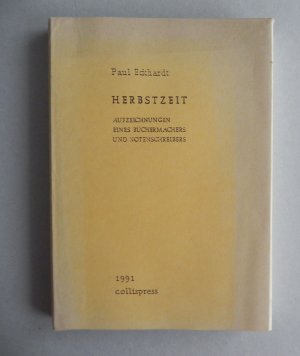 Paul Eckhardt
HERBSTZEIT
AUFZEICHNUNGEN
EINES BÜCHERMACHERS
UND NOTENSCHREIBERS
1991
collispress